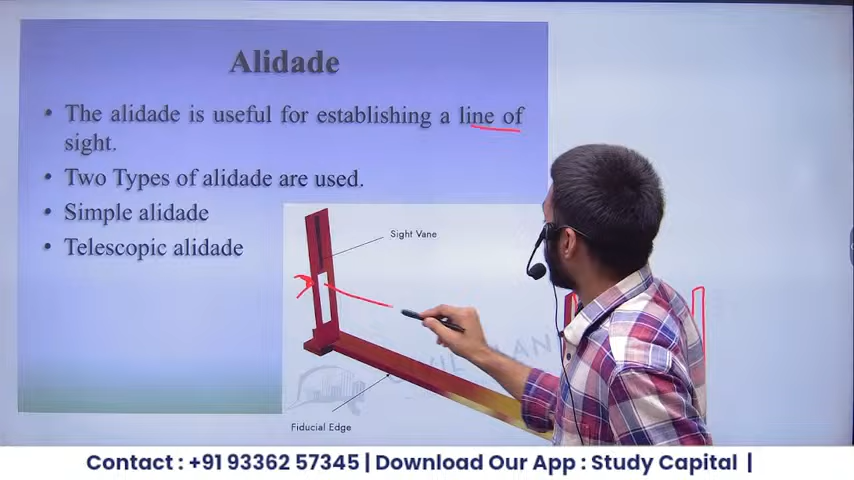 Alidade
• The alidade is useful for establishing a line of
sight.
• Two Types of alidade are used.
• Simple alidade
• Telescopic alidade
Sight Vane
Fiducial Edge
Contact : +91 93362 57345 | Download Our App : Study Capital |